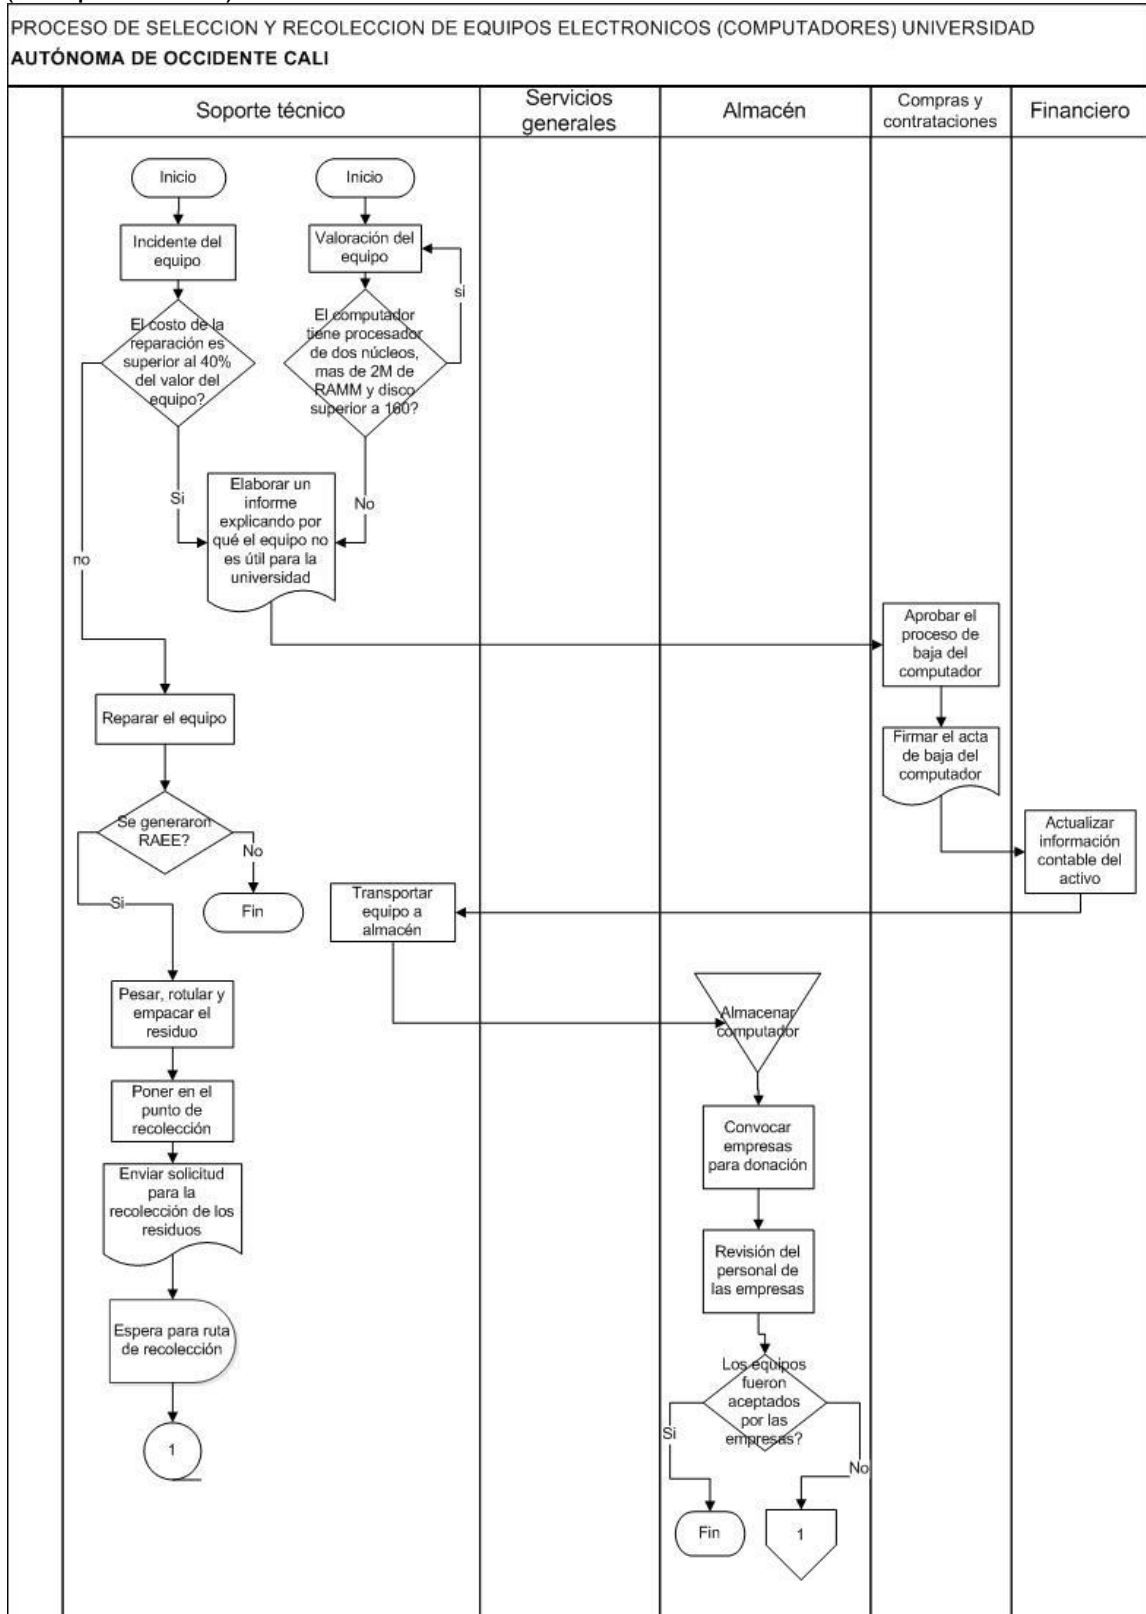 PROCESO DE SELECCION Y RECOLECCION DE EQUIPOS ELECTRONICOS (COMPUTADORES) UNIVERSIDAD
AUTÓNOMA DE OCCIDENTE CALI
Soporte técnico
Servicios
generales
Almacén
Compras y
contrataciones
Financiero
Inicio
Inicio
Incidente del
equipo
Valoración del
equipo
si
El costo de la
reparación es
superior al 40%
del valor del
equipo?
El computador
tiene procesador
de dos núcleos,
mas de 2M de
RAMM y disco
superior a 160?
Si
No
no
Elaborar un
informe
explicando por
qué el equipo no
es útil para la
universidad
Aprobar el
proceso de
baja del
computador
Reparar el equipo
Firmar el acta
de baja del
computador
Se generaron
RAEE?
No
Si
Fin
Actualizar
información
contable del
activo
Transportar
equipo a
almacén
Pesar, rotular y
empacar el
residuo
Almacenar
computador
Poner en el
punto de
recolección
Convocar
empresas
para donación
Enviar solicitud
para la
recolección de los
residuos
Revisión del
personal de
las empresas
Espera para ruta
de recolección
Los equipos
fueron
aceptados
por las
empresas?
Si
No
1
Fin
1